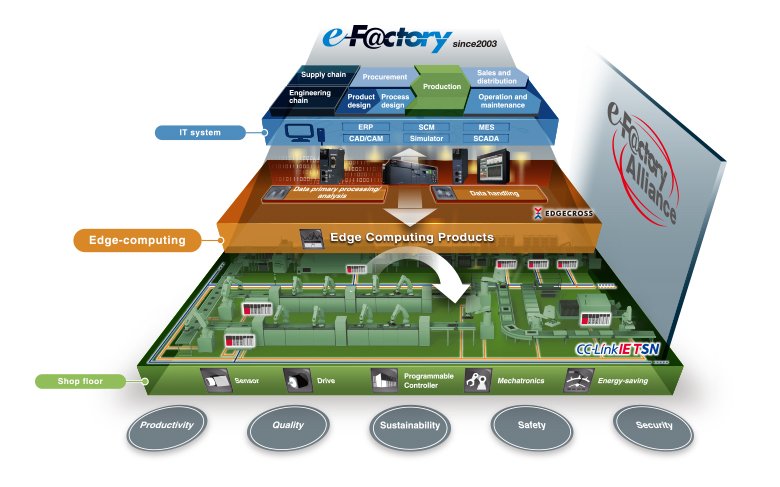 e-F@ctory since2003
Supply chain
Procurement
Production
Sales and
distribution
Engineering
chain
Product
design
Process
design
Operation and
maintenance
IT system
ERP
SCM
MES
CAD/CAM
Simulator
SCADA
e-F@ctory
Alliance
Data primary processing/
analysis
Data handling
EDGECROSS
Edge-computing
Edge Computing Products
CC-Link IE TSN
Shop floor
Sensor
Drive
Programmable
Controller
Mechatronics
Energy-saving
Productivity
Quality
Sustainability
Safety
Security